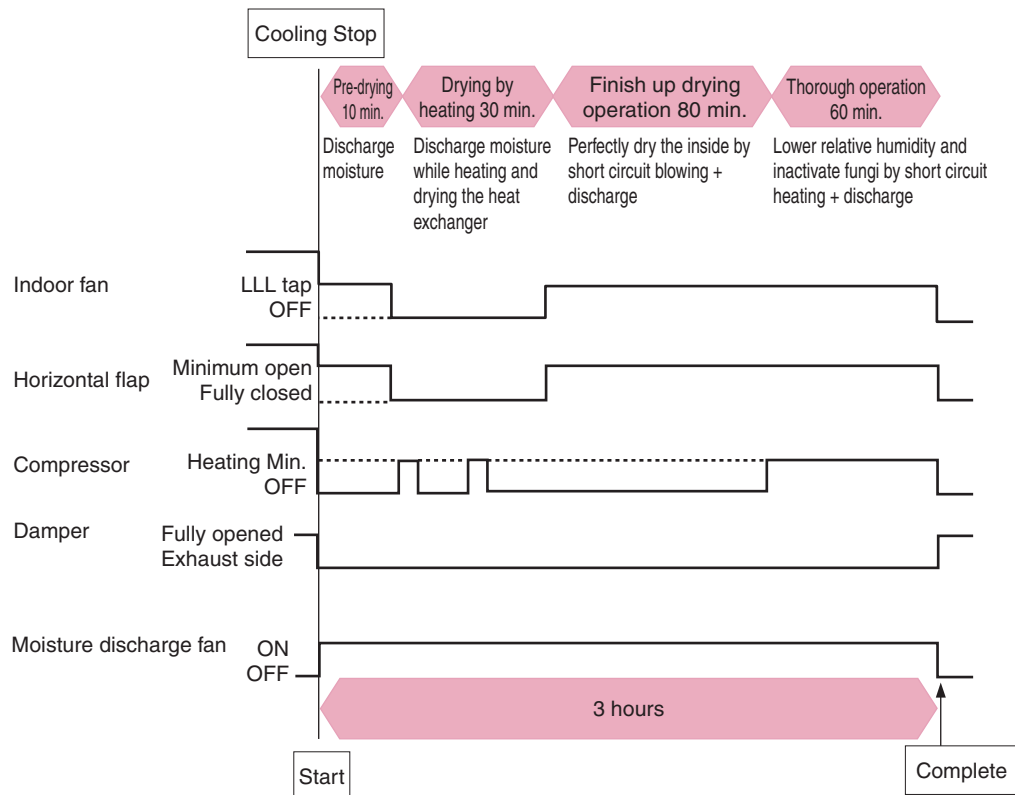 Cooling Stop
Pre-drying
10 min.
Drying by
heating 30 min.
Finish up drying
operation 80 min.
Thorough operation
60 min.
Discharge
moisture
Discharge moisture
while heating and
drying the heat
exchanger
Perfectly dry the inside by
short circuit blowing +
discharge
Lower relative humidity and
inactivate fungi by short circuit
heating + discharge
Indoor fan
LLL tap
OFF
Horizontal flap
Minimum open
Fully closed
Compressor
Heating Min.
OFF
Damper
Fully opened
Exhaust side
Moisture discharge fan
ON
OFF
3 hours
Start
Complete